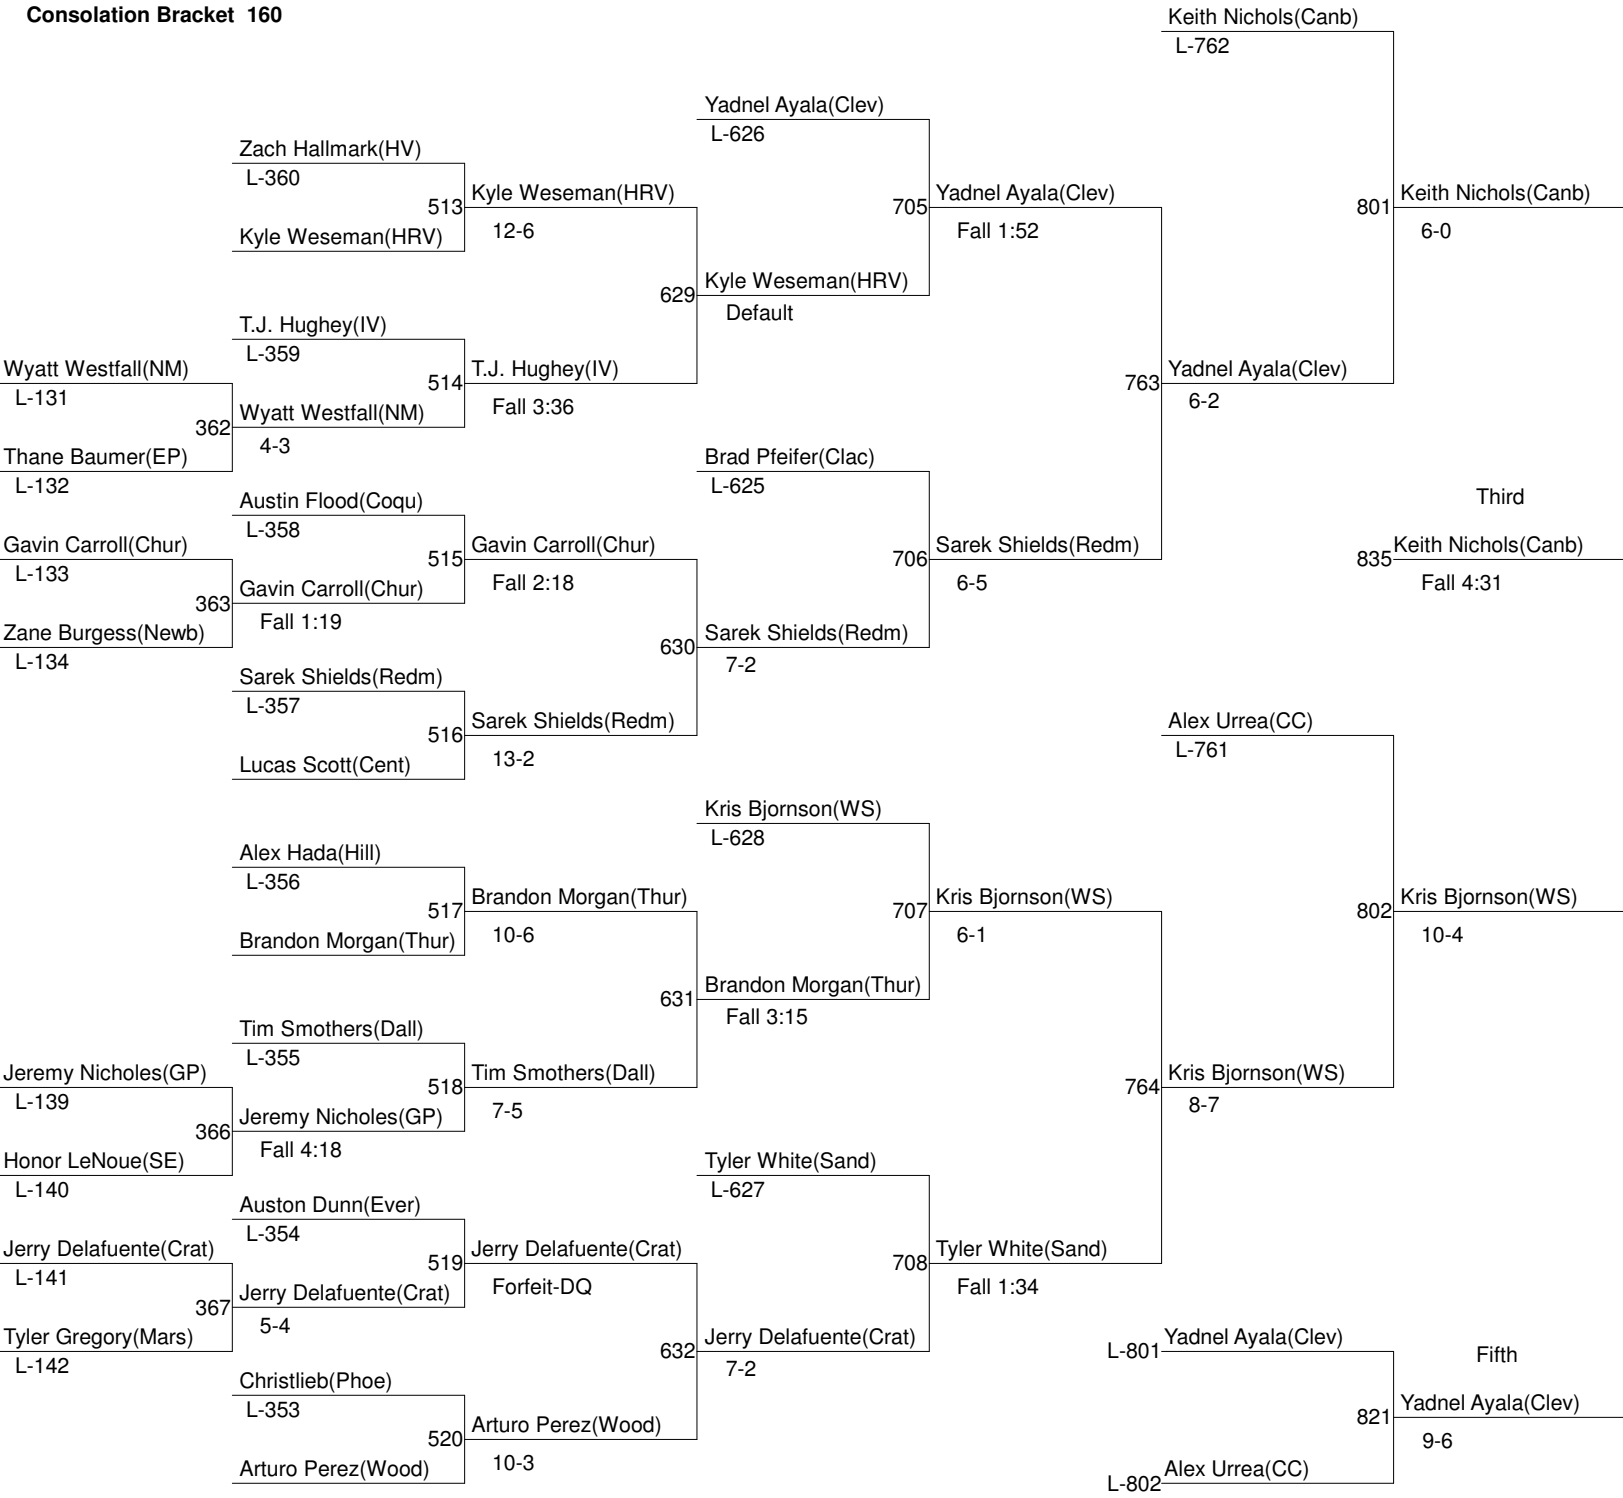 Consolation Bracket 160
Keith Nichols(Canb)
L-762
Yadnel Ayala(Clev)
L-626
Zach Hallmark(HV)
L-360
513
Kyle Weseman(HRV)
12-6
705
Yadnel Ayala(Clev)
Fall 1:52
801
Keith Nichols(Canb)
6-0
Kyle Weseman(HRV)
629
Kyle Weseman(HRV)
Default
T.J. Hughey(IV)
L-359
Wyatt Westfall(NM)
L-131
514
T.J. Hughey(IV)
Fall 3:36
763
Yadnel Ayala(Clev)
6-2
362
Wyatt Westfall(NM)
4-3
Thane Baumer(EP)
L-132
Brad Pfeifer(Clac)
L-625
Austin Flood(Coqu)
L-358
Third
Gavin Carroll(Chur)
L-133
515
Gavin Carroll(Chur)
Fall 2:18
706
Sarek Shields(Redm)
6-5
835
Keith Nichols(Canb)
Fall 4:31
363
Gavin Carroll(Chur)
Fall 1:19
Zane Burgess(Newb)
L-134
630
Sarek Shields(Redm)
7-2
Sarek Shields(Redm)
L-357
516
Sarek Shields(Redm)
13-2
Alex Urrea(CC)
L-761
Lucas Scott(Cent)
Kris Bjornson(WS)
L-628
Alex Hada(Hill)
L-356
517
Brandon Morgan(Thur)
10-6
707
Kris Bjornson(WS)
6-1
802
Kris Bjornson(WS)
10-4
Brandon Morgan(Thur)
631
Brandon Morgan(Thur)
Fall 3:15
Tim Smothers(Dall)
L-355
Jeremy Nicholes(GP)
L-139
518
Tim Smothers(Dall)
7-5
764
Kris Bjornson(WS)
8-7
366
Jeremy Nicholes(GP)
Fall 4:18
Honor LeNoue(SE)
L-140
Tyler White(Sand)
L-627
Auston Dunn(Ever)
L-354
Jerry Delafuente(Crat)
L-141
519
Jerry Delafuente(Crat)
Forfeit-DQ
708
Tyler White(Sand)
Fall 1:34
367
Jerry Delafuente(Crat)
5-4
Tyler Gregory(Mars)
L-142
632
Jerry Delafuente(Crat)
7-2
L-801
Yadnel Ayala(Clev)
Fifth
Christlieb(Phoe)
L-353
520
Arturo Perez(Wood)
10-3
821
Yadnel Ayala(Clev)
9-6
Arturo Perez(Wood)
L-802
Alex Urrea(CC)